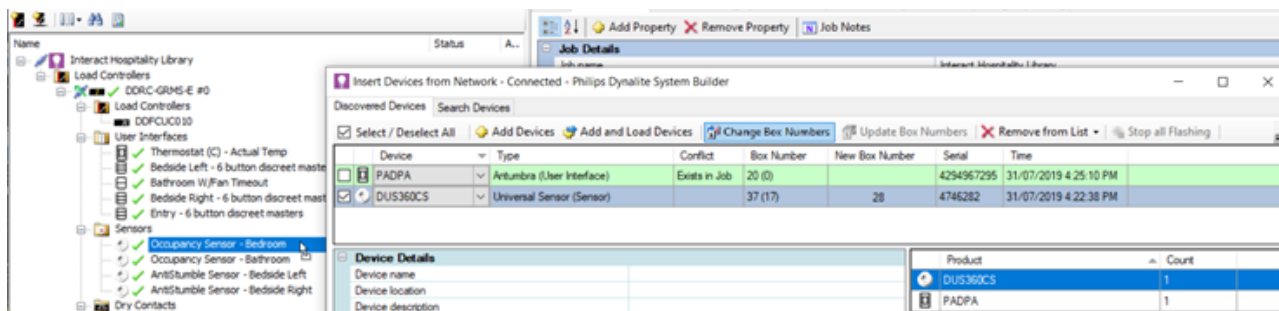 Add Property Remove Property Job Notes
Name Status A...
Job Details
Interact Hospitality Library
Job name Interact Hospitality Library
Load Controllers
Insert Devices from Network - Connected - Philips Dynalite System Builder
DDRC-GRMS-E #0
Discovered Devices Search Devices
Load Controllers
DDFCUC010
Select / Deselect All Add Devices Add and Load Devices Change Box Numbers Update Box Numbers Remove from List Stop all Flashing
User Interfaces
Device Type Conflict Box Number New Box Number Serial Time
Thermostat (C) - Actual Temp
Bedside Left - 6 button discreet maste
PADPA Antumbra (User Interface) Exists in Job 20 (0) 4294967295 31/07/2019 4:25:10 PM
Bathroom W/Fan Timeout
Bedside Right - 6 button discreet mast
DUS360CS Universal Sensor (Sensor) 37 (17) 28 4746282 31/07/2019 4:22:38 PM
Entry - 6 button discreet masters
Sensors
Occupancy Sensor - Bedroom
Occupancy Sensor - Bathroom
Device Details
Product Count
AntiStumble Sensor - Bedside Left
Device name
DUS360CS 1
AntiStumble Sensor - Bedside Right
Device location
Dry Contacts
Device description
PADPA 1